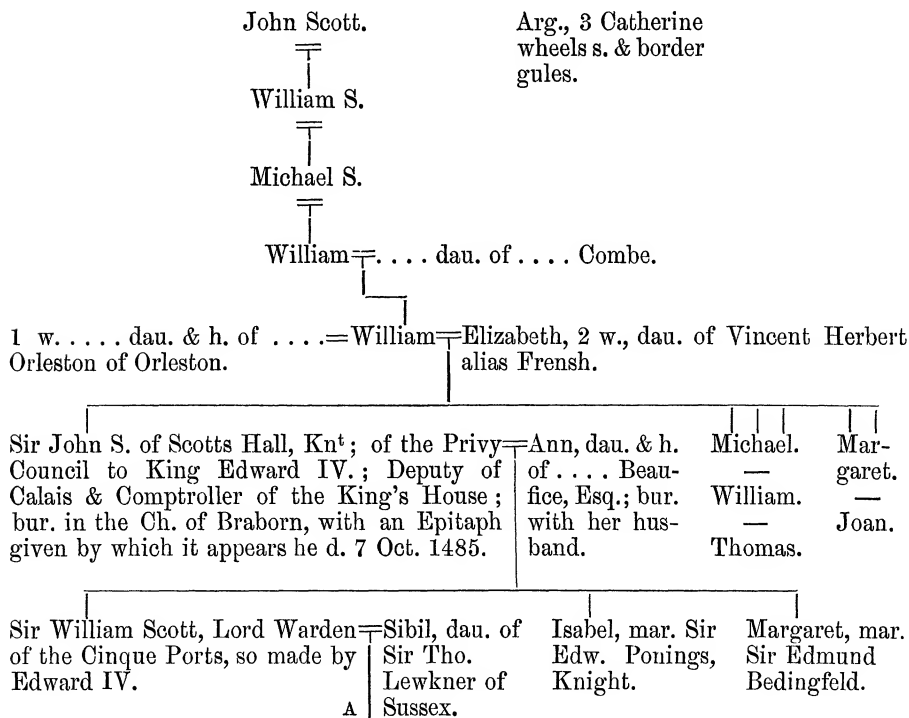 John Scott.
Arg., 3 Catherine
wheels s. & border
gules.
William S.
Michael S.
William=. . . . dau. of . . . . Combe.
1 w. . . . . dau. & h. of . . . .=William=Elizabeth, 2 w., dau. of Vincent Herbert
Orleston of Orleston.
alias Frensh.
Sir John S. of Scotts Hall, Knt; of the Privy
Council to King Edward IV.; Deputy of
Calais & Comptroller of the King's House;
bur. in the Ch. of Braborn, with an Epitaph
given by which it appears he d. 7 Oct. 1485.
Ann, dau. & h.
of . . . . Beau-
fice, Esq.; bur.
with her hus-
band.
Michael.
—
William.
—
Thomas.
Mar-
garet.
—
Joan.
Sir William Scott, Lord Warden
of the Cinque Ports, so made by
Edward IV.
Sibil, dau. of
Sir Tho.
Lewkner of
Sussex.
A
Isabel, mar. Sir
Edw. Ponings,
Knight.
Margaret, mar.
Sir Edmund
Bedingfeld.